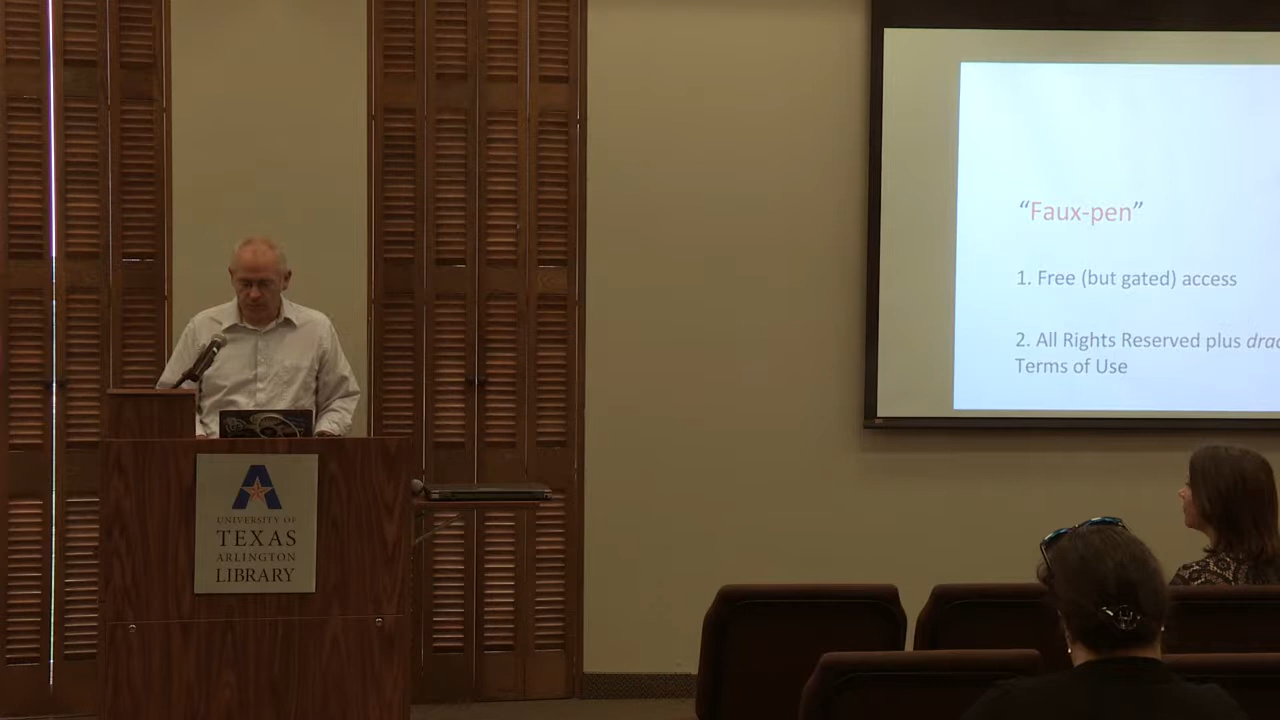 “Faux-pen”
1. Free (but gated) access
2. All Rights Reserved plus
Terms of Use
UNIVERSITY OF
TEXAS
ARLINGTON
LIBRARY